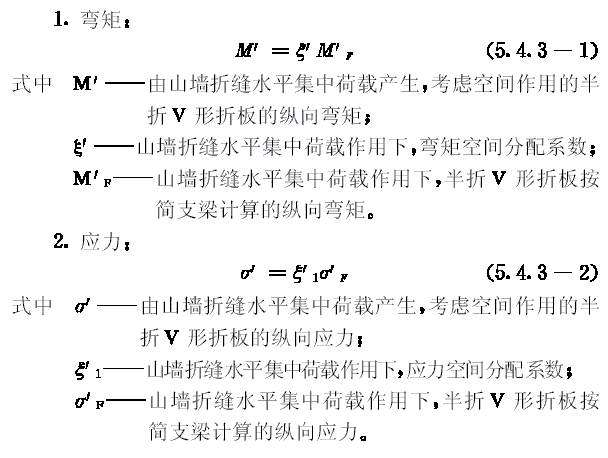 1. 弯矩：
M′ = ξ′ M′F (5.4.3-1)
式中 M′——由山墙折缝水平集中荷载产生，考虑空间作用的半
折V 形折板的纵向弯矩；
ξ′——山墙折缝水平集中荷载作用下，弯矩空间分配系数；
M′F——山墙折缝水平集中荷载作用下，半折V 形折板按
简支梁计算的纵向弯矩。
2. 应力：
σ′ = ξ′1σ′F (5.4.3-2)
式中 σ′——由山墙折缝水平集中荷载产生，考虑空间作用的半
折V 形折板的纵向应力；
ξ′1——山墙折缝水平集中荷载作用下，应力空间分配系数；
σ′F——山墙折缝水平集中荷载作用下，半折V 形折板按
简支梁计算的纵向应力。